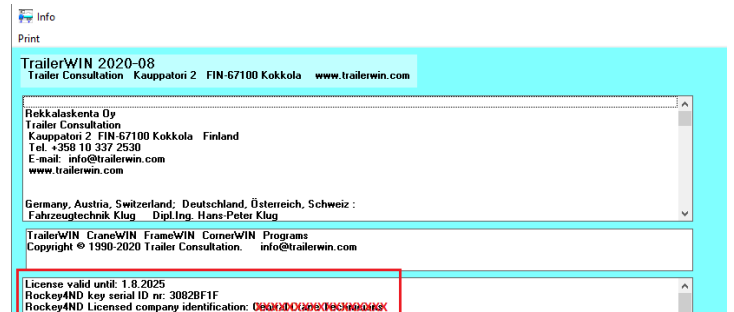 Info
Print
TrailerWIN 2020-08
Trailer Consultation Kauppatori 2 FIN-67100 Kokkola www.trailerwin.com
Rekkalaskenta Oy
Trailer Consultation
Kauppatori 2 FIN-67100 Kokkola Finland
Tel. +358 10 337 2530
E-mail: info@trailerwin.com
www.trailerwin.com
Germany, Austria, Switzerland; Deutschland, Österreich, Schweiz :
Fahrzeugtechnik Klug Dipl.Ing. Hans-Peter Klug
TrailerWIN CraneWIN FrameWIN CornerWIN Programs
Copyright © 1990-2020 Trailer Consultation. info@trailerwin.com
License valid until: 1.8.2025
Rockey4ND key serial ID nr: 3082BF1F
Rockey4ND Licensed company identification: